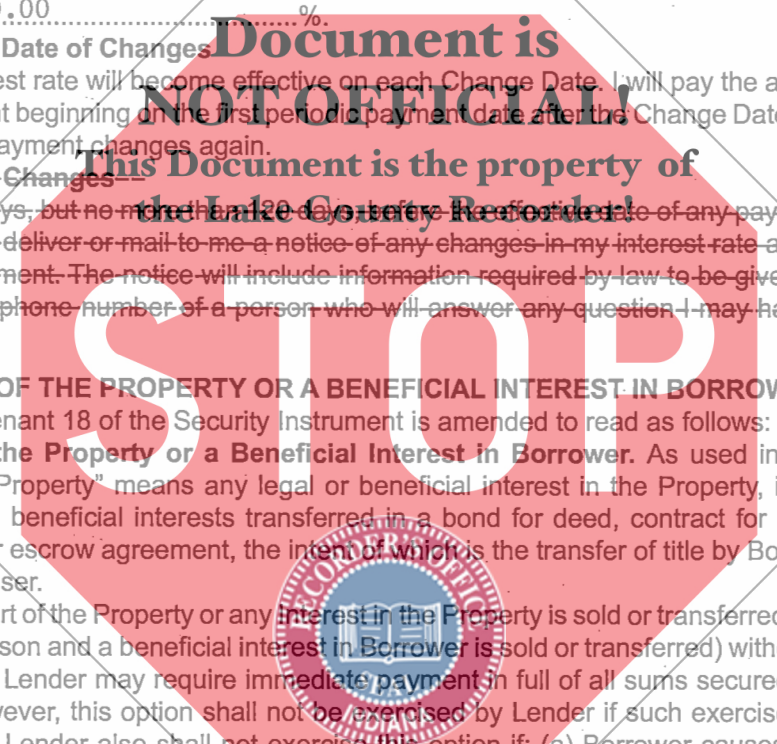 .00 .......................................%.
Document is
Date of Changes
est rate will become effective on each Change Date. I will pay the a
NOT OFFICIAL!
t beginning on the first periodic payment date after the Change Date
ayment changes again.
This Document is the property of
Changes
the Lake County Recorder!
ys, but no more than 120 days, before the effective date of any pay
deliver or mail to me a notice of any changes in my interest rate a
ment. The notice will include information required by law to be give
phone number of a person who will answer any question I may ha
STOP
OF THE PROPERTY OR A BENEFICIAL INTEREST IN BORROW
enant 18 of the Security Instrument is amended to read as follows:
the Property or a Beneficial Interest in Borrower. As used in
Property” means any legal or beneficial interest in the Property, i
beneficial interests transferred in a bond for deed, contract for
r escrow agreement, the intent of which is the transfer of title by Bo
ser.
RECORDER'S OFFIC
rt of the Property or any Interest in the Property is sold or transferred
son and a beneficial interest in Borrower is sold or transferred) with
Lender may require immediate payment in full of all sums secure
SEAL
wever, this option shall not be exercised by Lender if such exercis
INDIANA
Lender also shall not exercise this option if: (a) Borrower cause